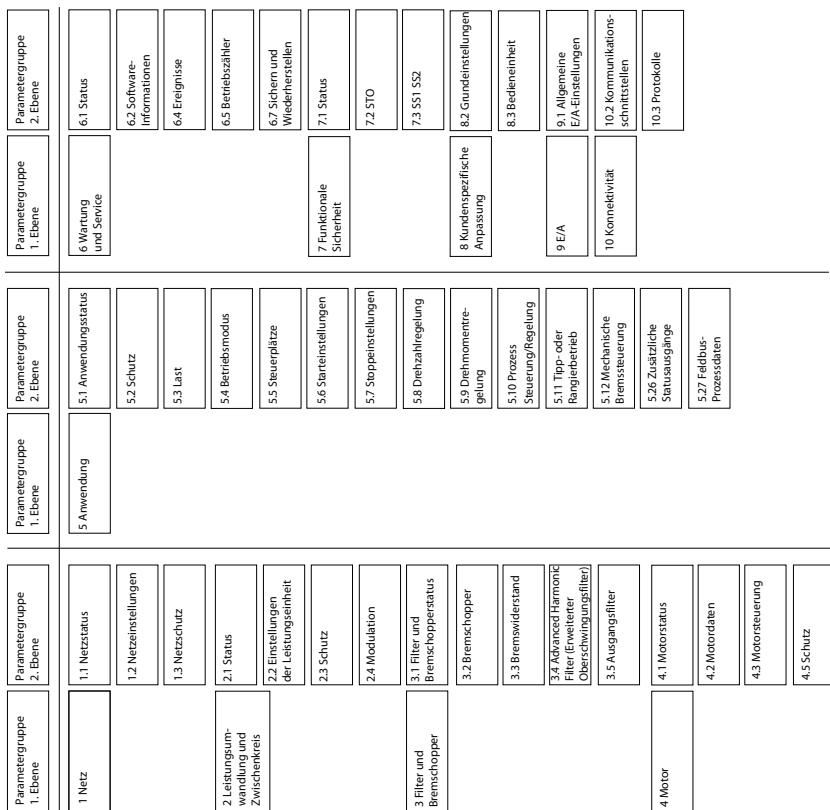 Parametergruppe
1. Ebene
Parametergruppe
2. Ebene
1 Netz
1.1 Netzstatus
1.2 Netzeinstellungen
1.3 Netzschutz
2 Leistungsum-
wandlung und
Zwischenkreis
2.1 Status
2.2 Einstellungen
der Leistungseinheit
2.3 Schutz
2.4 Modulation
3 Filter und
Bremschopper
3.1 Filter und
Bremschopperstatus
3.2 Bremschopper
3.3 Bremswiderstand
3.4 Advanced Harmonic
Filter (Erweiterter
Oberschwingungsfilter)
3.5 Ausgangsfilter
4 Motor
4.1 Motorstatus
4.2 Motordaten
4.3 Motorsteuerung
4.5 Schutz
Parametergruppe
1. Ebene
Parametergruppe
2. Ebene
5 Anwendung
5.1 Anwendungsstatus
5.2 Schutz
5.3 Last
5.4 Betriebsmodus
5.5 Steuerplätze
5.6 Starteinstellungen
5.7 Stoppeinstellungen
5.8 Drehzahlregelung
5.9 Drehmomentre-
gelung
5.10 Prozess
Steuerung/Regelung
5.11 Tipp- oder
Rangierbetrieb
5.12 Mechanische
Bremssteuerung
5.26 Zusätzliche
Statusausgänge
5.27 Feldbus-
Prozessdaten
Parametergruppe
1. Ebene
Parametergruppe
2. Ebene
6 Wartung
und Service
6.1 Status
6.2 Software-
Informationen
6.4 Ereignisse
6.5 Betriebszähler
6.7 Sichern und
Wiederherstellen
7 Funktionale
Sicherheit
7.1 Status
7.2 STO
7.3 SS1 SS2
8 Kundenspezifische
Anpassung
8.2 Grundeinstellungen
8.3 Bedieneinheit
9 E/A
9.1 Allgemeine
E/A-Einstellungen
10 Konnektivität
10.2 Kommunikations-
schnittstellen
10.3 Protokolle